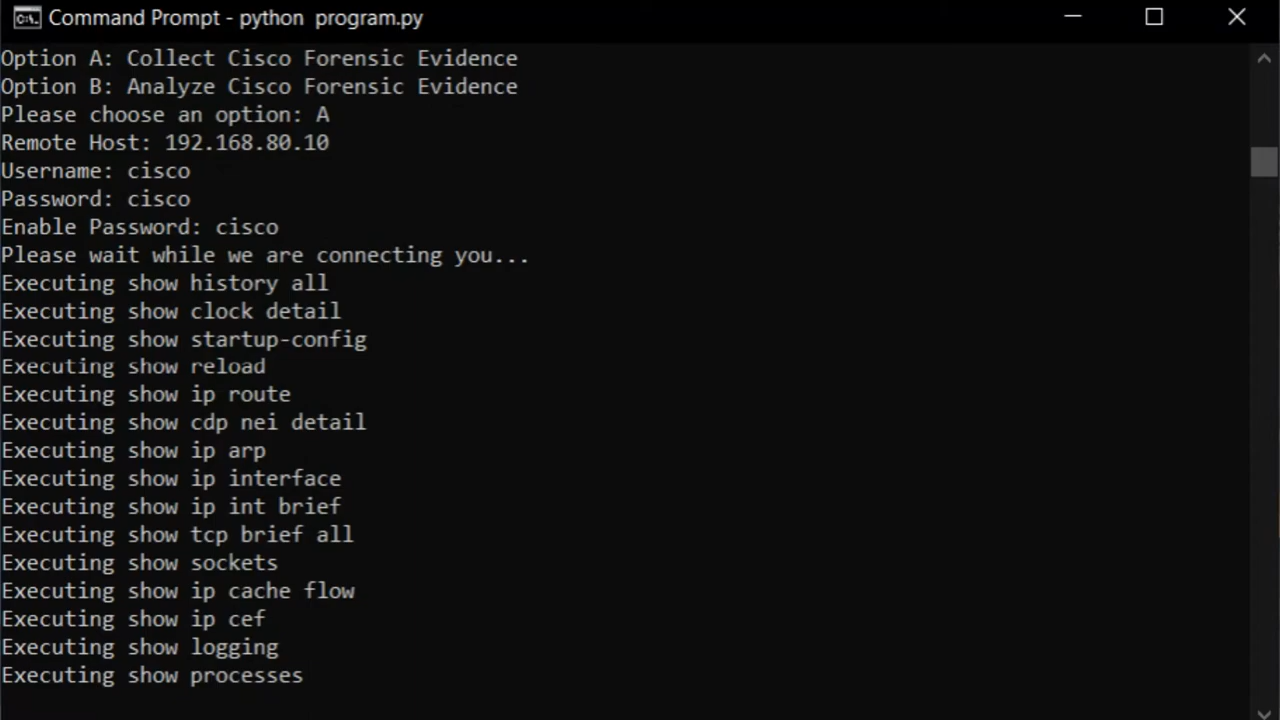 Command Prompt - python  program.py
Option A: Collect Cisco Forensic Evidence
Option B: Analyze Cisco Forensic Evidence
Please choose an option: A
Remote Host: 192.168.80.10
Username: cisco
Password: cisco
Enable Password: cisco
Please wait while we are connecting you...
Executing show history all
Executing show clock detail
Executing show startup-config
Executing show reload
Executing show ip route
Executing show cdp nei detail
Executing show ip arp
Executing show ip interface
Executing show ip int brief
Executing show tcp brief all
Executing show sockets
Executing show ip cache flow
Executing show ip cef
Executing show logging
Executing show processes